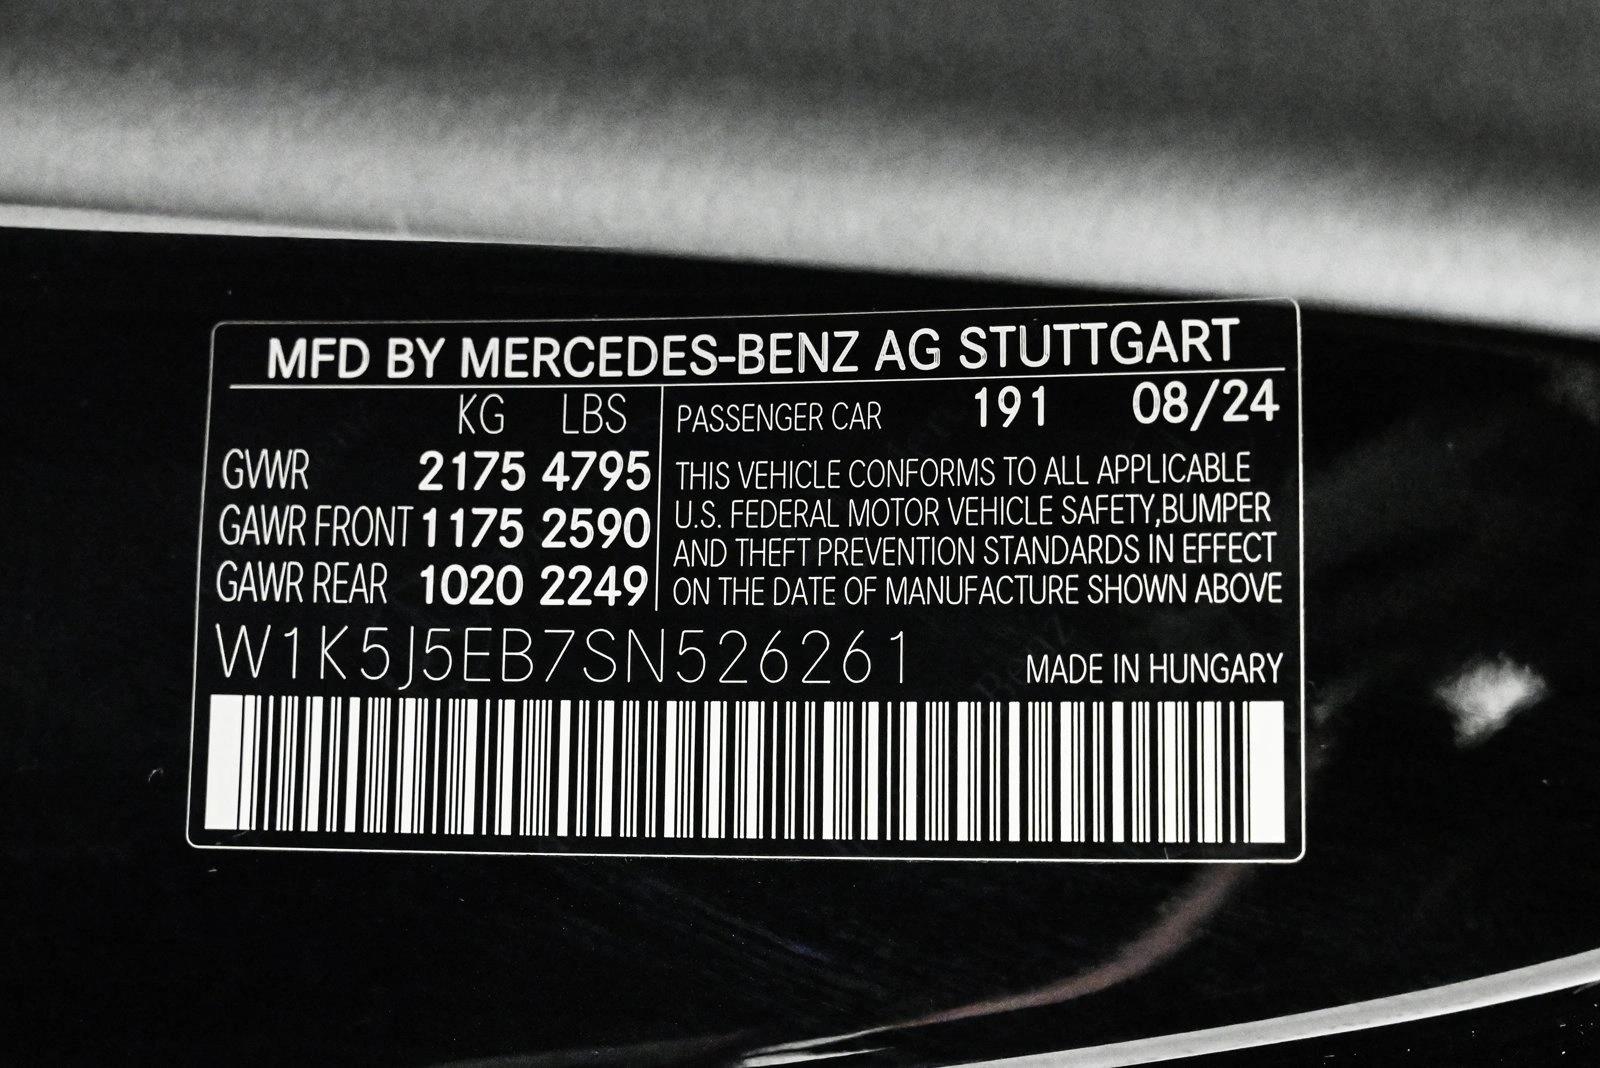 MFD BY MERCEDES-BENZ AG STUTTGART
KG LBS
GVWR 2175 4795
GAWR FRONT 1175 2590
GAWR REAR 1020 2249
PASSENGER CAR 191 08/24
THIS VEHICLE CONFORMS TO ALL APPLICABLE
U.S. FEDERAL MOTOR VEHICLE SAFETY,BUMPER
AND THEFT PREVENTION STANDARDS IN EFFECT
ON THE DATE OF MANUFACTURE SHOWN ABOVE
W1K5J5EB7SN526261
MADE IN HUNGARY